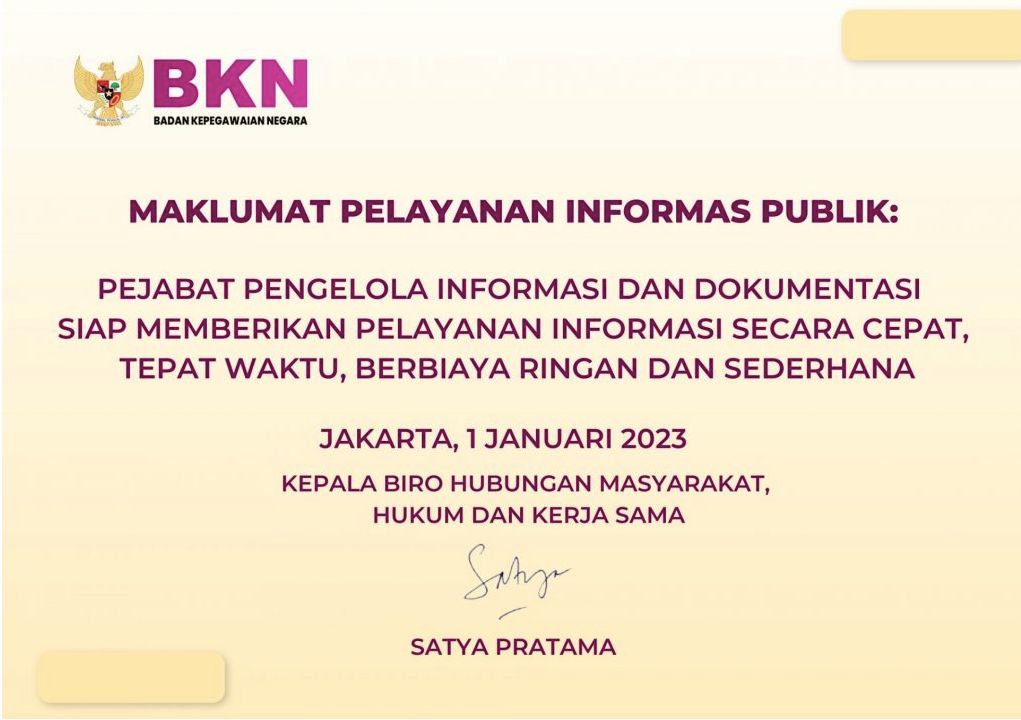 BKN
BADAN KEPEGAWAIAN NEGARA
MAKLUMAT PELAYANAN INFORMAS PUBLIK:
PEJABAT PENGELOLA INFORMASI DAN DOKUMENTASI
SIAP MEMBERIKAN PELAYANAN INFORMASI SECARA CEPAT,
TEPAT WAKTU, BERBIAYA RINGAN DAN SEDERHANA
JAKARTA, 1 JANUARI 2023
KEPALA BIRO HUBUNGAN MASYARAKAT,
HUKUM DAN KERJA SAMA
Satya
SATYA PRATAMA